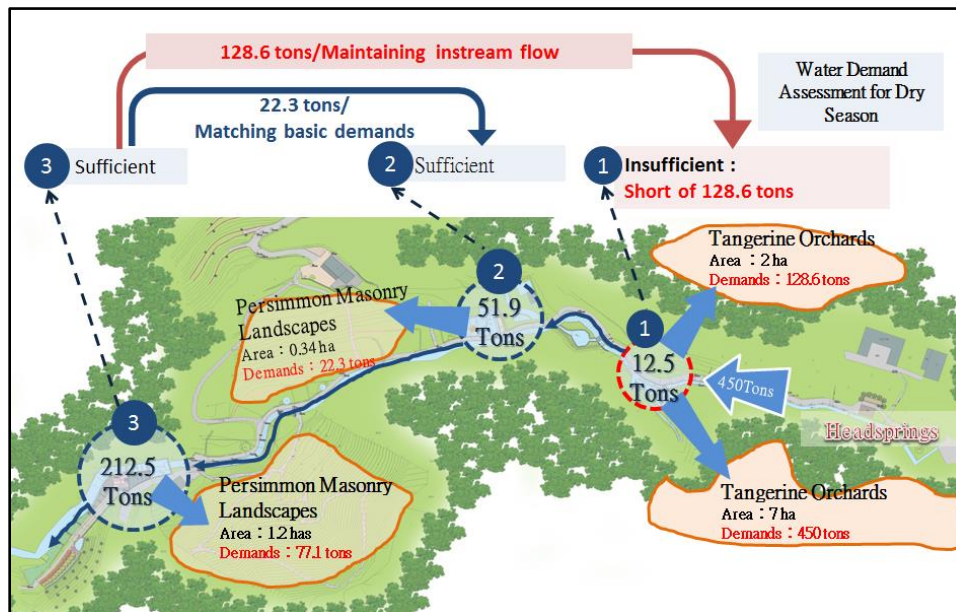 128.6 tons/Maintaining instream flow
Water Demand
Assessment for Dry
Season
22.3 tons/
Matching basic demands
3
Sufficient
2
Sufficient
1
Insufficient：
Short of 128.6 tons
Tangerine Orchards
Area：2 ha
Demands：128.6 tons
2
51.9
Tons
Persimmon Masonry
Landscapes
Area：0.34 ha
Demands：22.3 tons
1
12.5
Tons
450Tons
Headsprings
3
212.5
Tons
Persimmon Masonry
Landscapes
Area：1.2 has
Demands：77.1 tons
Tangerine Orchards
Area：7 ha
Demands：450 tons